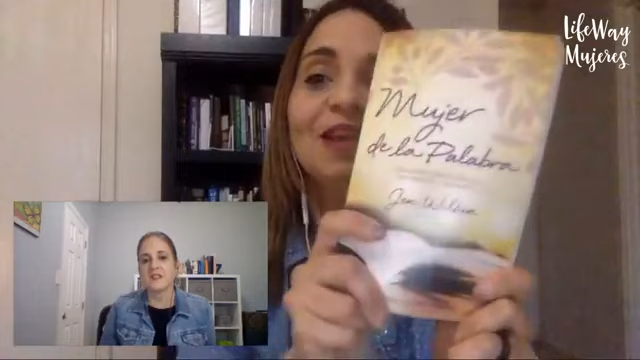 LifeWay
Mujeres
Mujer
de la Palabra
Jen Wilkin